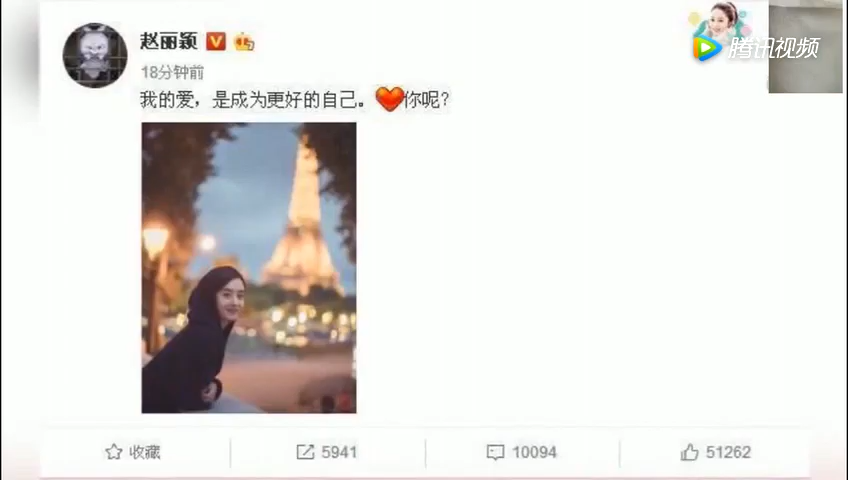 赵丽颖
腾讯视频
18分钟前
我的爱，是成为更好的自己。你呢？
收藏
5941
10094
51262